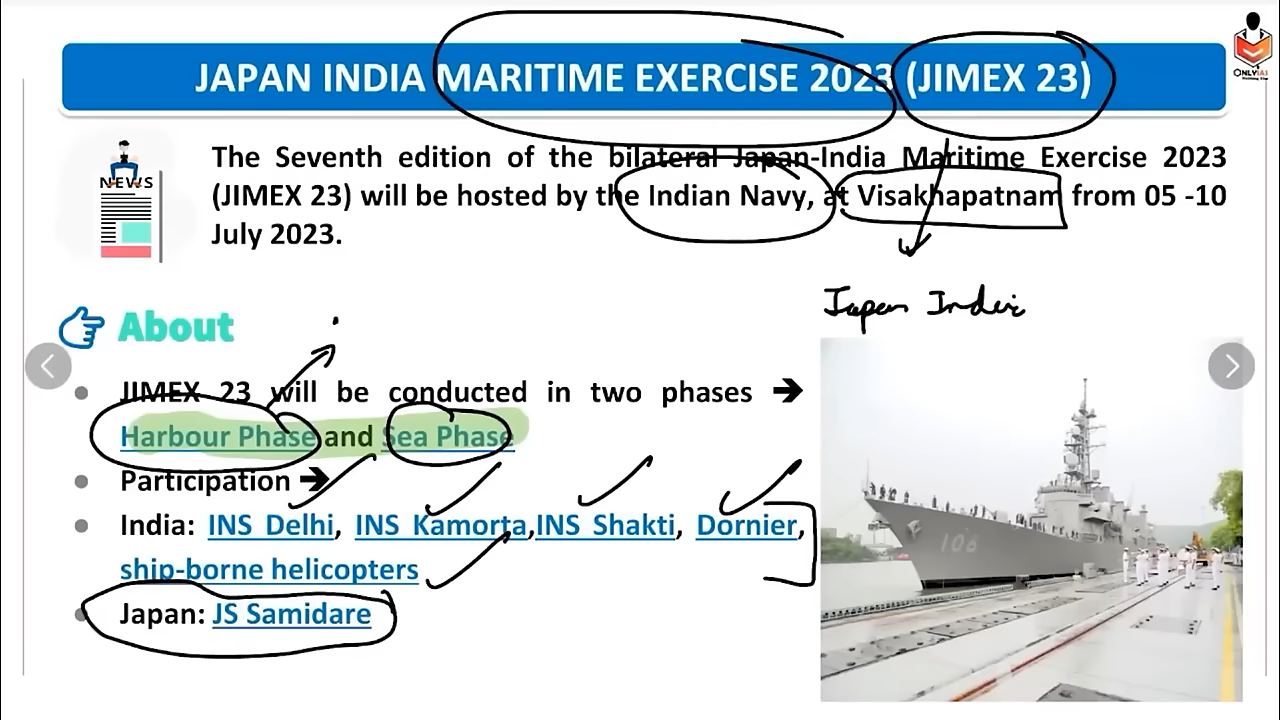 JAPAN INDIA MARITIME EXERCISE 2023 (JIMEX 23)
ONLYIAS
NEWS
The Seventh edition of the bilateral Japan-India Maritime Exercise 2023
(JIMEX 23) will be hosted by the Indian Navy, at Visakhapatnam from 05 -10
July 2023.
Japan India
About
JIMEX 23 will be conducted in two phases ➔
Harbour Phase and Sea Phase
Participation ➔
India: INS Delhi, INS Kamorta,INS Shakti, Dornier,
ship-borne helicopters
Japan: JS Samidare
106